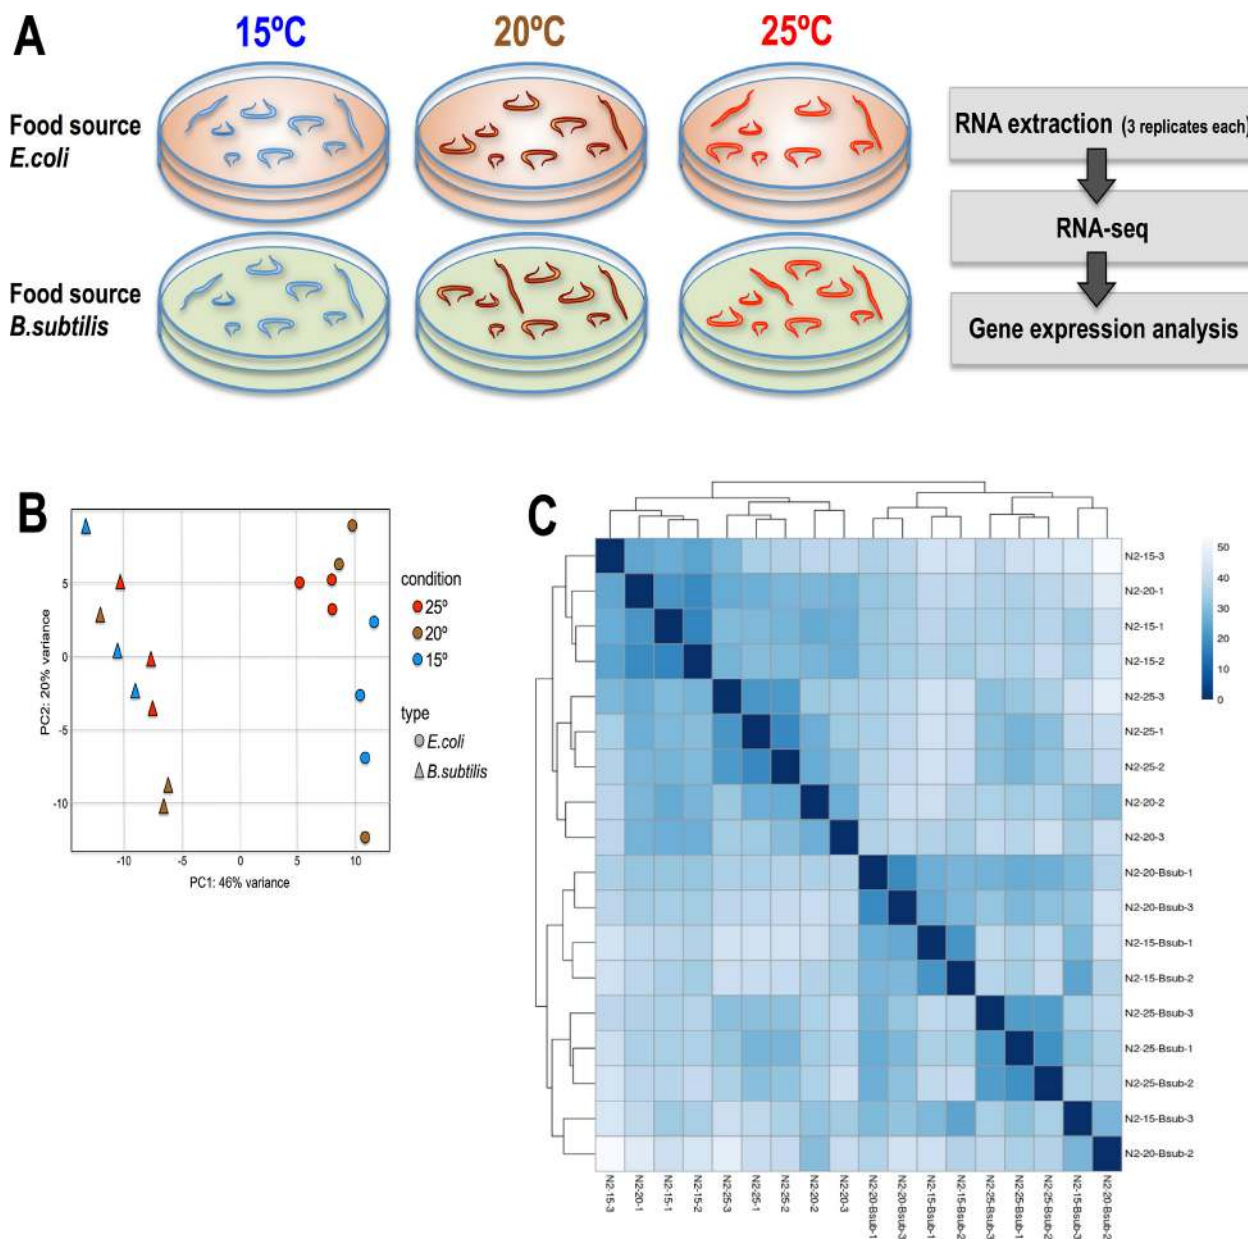 A
15ºC
20ºC
25ºC
Food source
E.coli
Food source
B.subtilis
RNA extraction (3 replicates each)
RNA-seq
Gene expression analysis
B
5
0
-5
-10
-10
-5
0
5
10
PC2: 20% variance
PC1: 46% variance
condition
25º
20º
15º
type
E.coli
B.subtilis
C
N2-15-3
N2-20-1
N2-15-1
N2-15-2
N2-25-3
N2-25-1
N2-25-2
N2-20-2
N2-20-3
N2-20-Bsub-1
N2-20-Bsub-3
N2-15-Bsub-1
N2-15-Bsub-2
N2-25-Bsub-3
N2-25-Bsub-1
N2-25-Bsub-2
N2-15-Bsub-3
N2-20-Bsub-2
50
40
30
20
10
0
N2-15-3
N2-20-1
N2-15-1
N2-15-2
N2-25-3
N2-25-1
N2-25-2
N2-20-2
N2-20-3
N2-20-Bsub-1
N2-20-Bsub-3
N2-15-Bsub-1
N2-15-Bsub-2
N2-25-Bsub-3
N2-25-Bsub-1
N2-25-Bsub-2
N2-15-Bsub-3
N2-20-Bsub-2